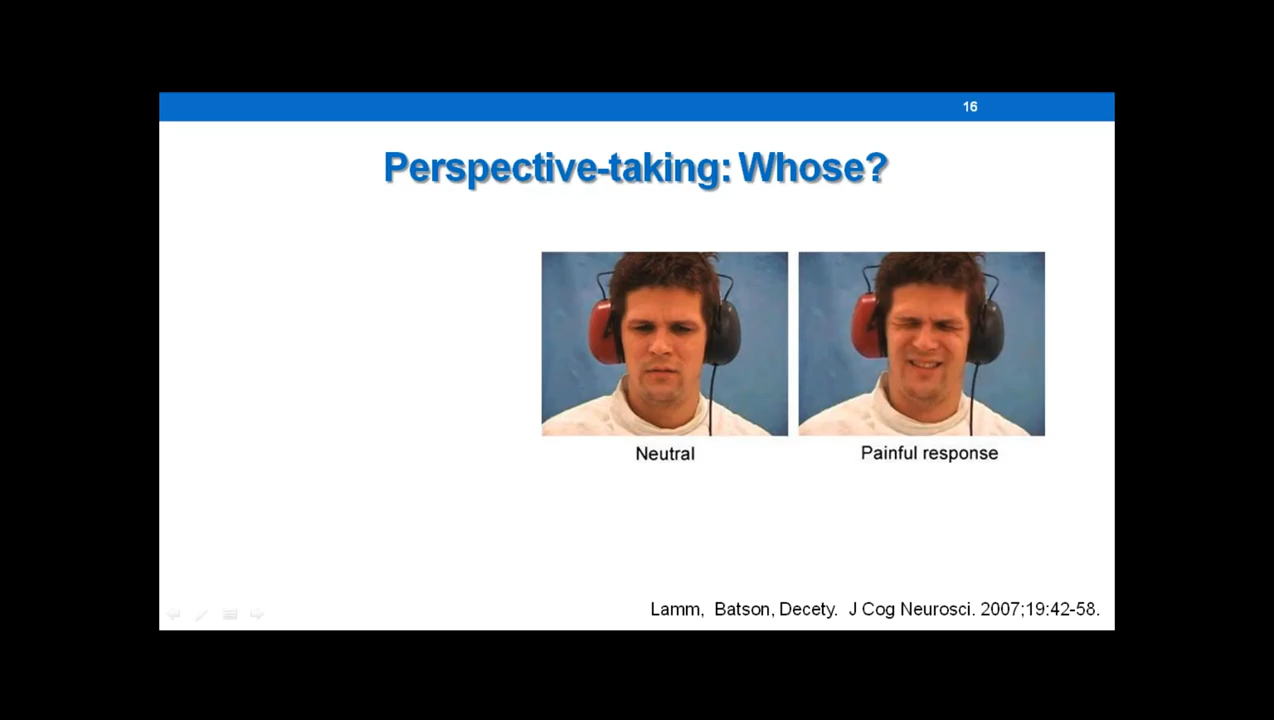 16
Perspective-taking: Whose?
Neutral
Painful response
Lamm, Batson, Decety. J Cog Neurosci. 2007;19:42-58.